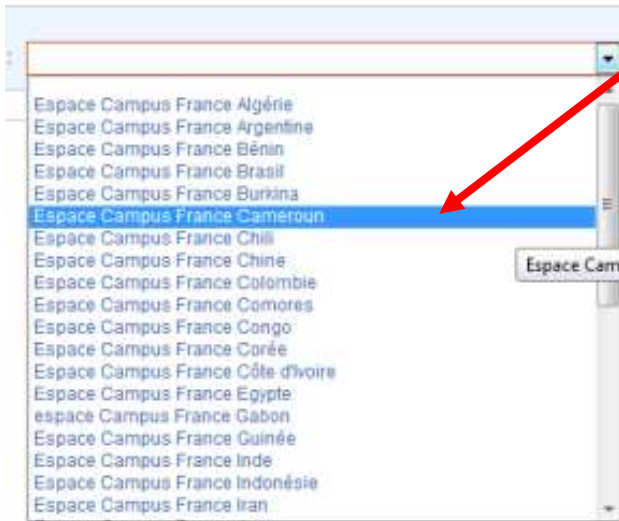 Espace Campus France Algérie
Espace Campus France Argentine
Espace Campus France Bénin
Espace Campus France Brasil
Espace Campus France Burkina
Espace Campus France Cameroun
Espace Campus France Chili
Espace Campus France Chine
Espace Cam
Espace Campus France Colombie
Espace Campus France Comores
Espace Campus France Congo
Espace Campus France Corée
Espace Campus France Côte d'Ivoire
Espace Campus France Egypte
espace Campus France Gabon
Espace Campus France Guinée
Espace Campus France Inde
Espace Campus France Indonésie
Espace Campus France Iran